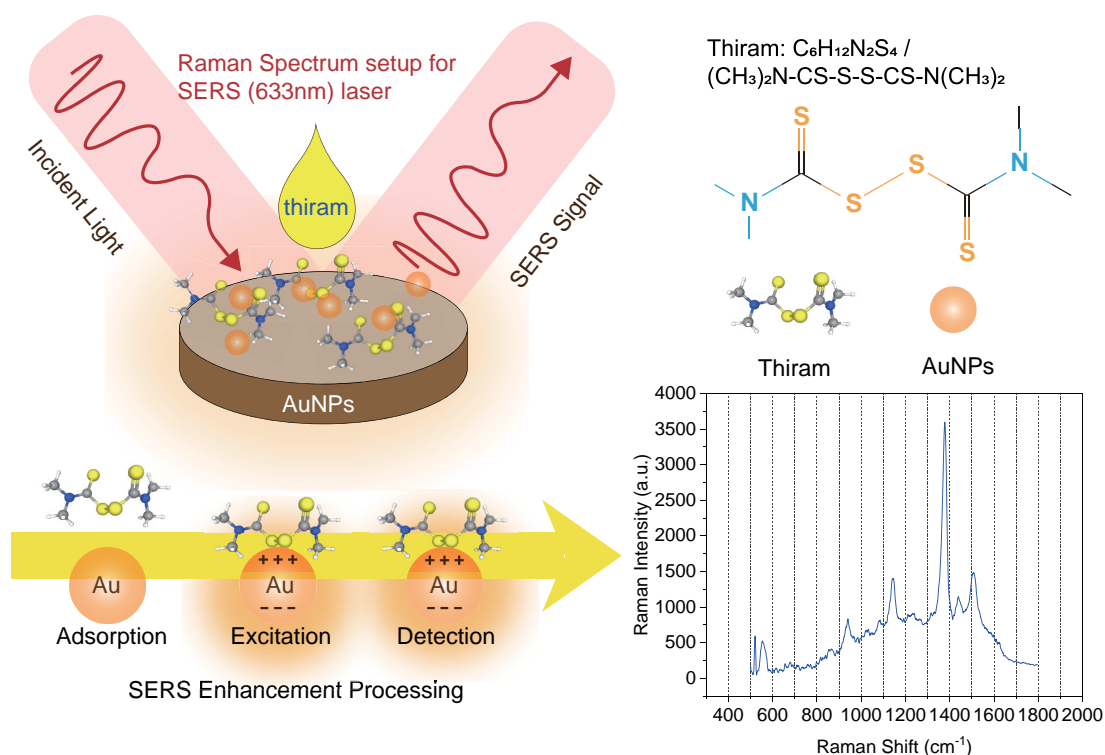 Raman Spectrum setup for
SERS (633nm) laser
Incident Light
thiram
SERS Signal
AuNPs
Thiram: C₆H₁₂N₂S₄ /
(CH₃)₂N-CS-S-S-CS-N(CH₃)₂
S
S
N
N
S
S
Thiram
AuNPs
+ + +
+ + +
Au
Au
Au
- - -
- - -
Adsorption
Excitation
Detection
SERS Enhancement Processing
4000
3500
3000
2500
2000
1500
1000
500
0
Raman Intensity (a.u.)
400 600 800 1000 1200 1400 1600 1800 2000
Raman Shift (cm⁻¹)